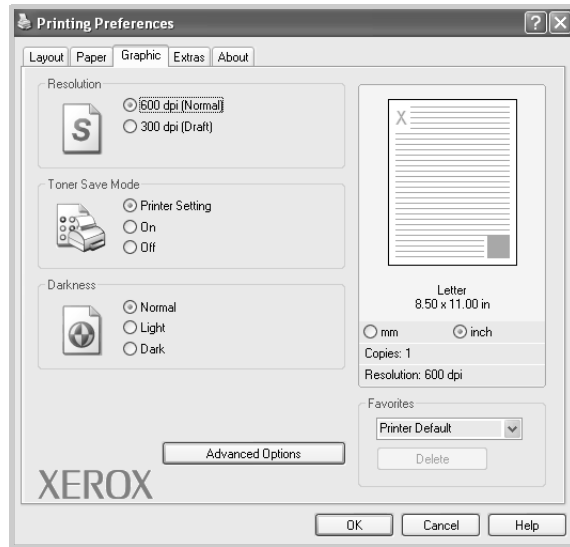 Printing Preferences
Layout Paper Graphic Extras About
Resolution
600 dpi (Normal)
300 dpi (Draft)
S
Toner Save Mode
Printer Setting
On
Off
Darkness
Normal
Light
Dark
Advanced Options
XEROX
X
Letter
8.50 x 11.00 in
mm inch
Copies: 1
Resolution: 600 dpi
Favorites
Printer Default
Delete
OK Cancel Help